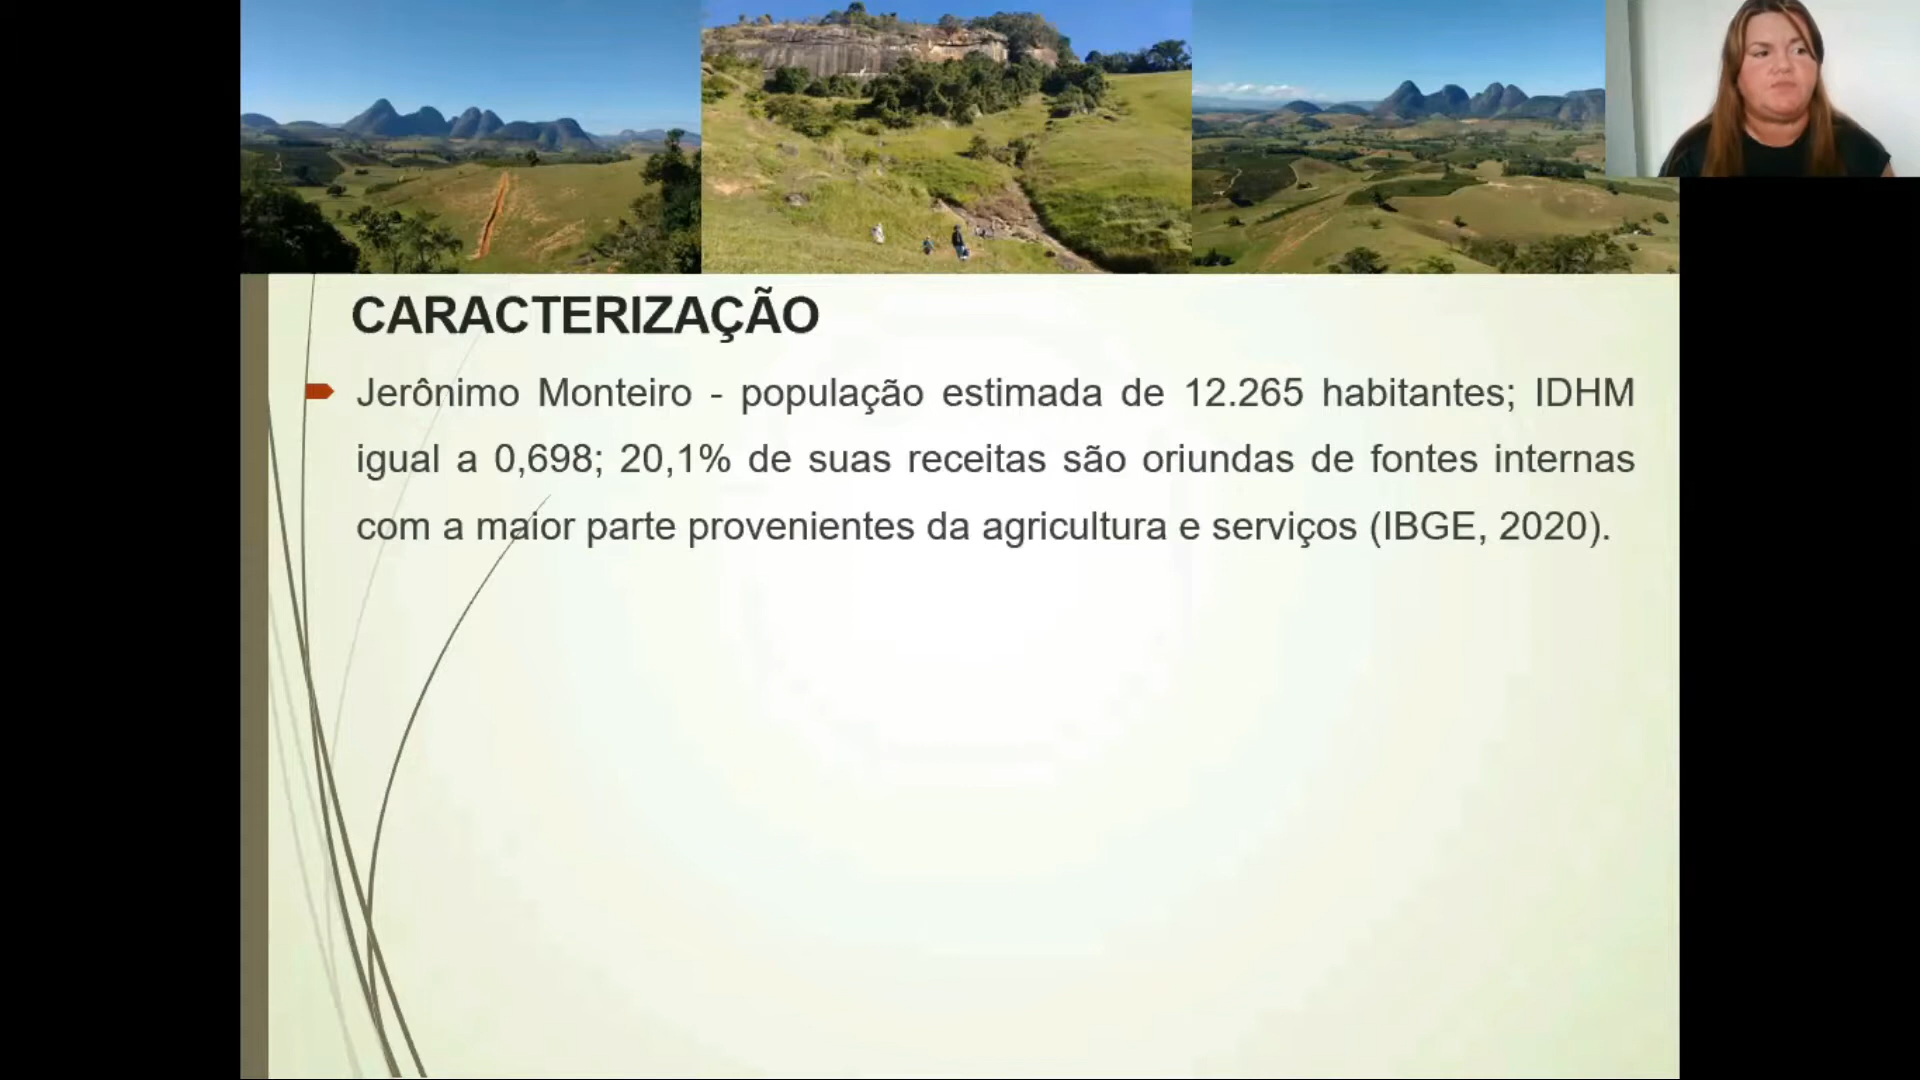 CARACTERIZAÇÃO
Jerônimo Monteiro - população estimada de 12.265 habitantes; IDHM
igual a 0,698; 20,1% de suas receitas são oriundas de fontes internas
com a maior parte provenientes da agricultura e serviços (IBGE, 2020).